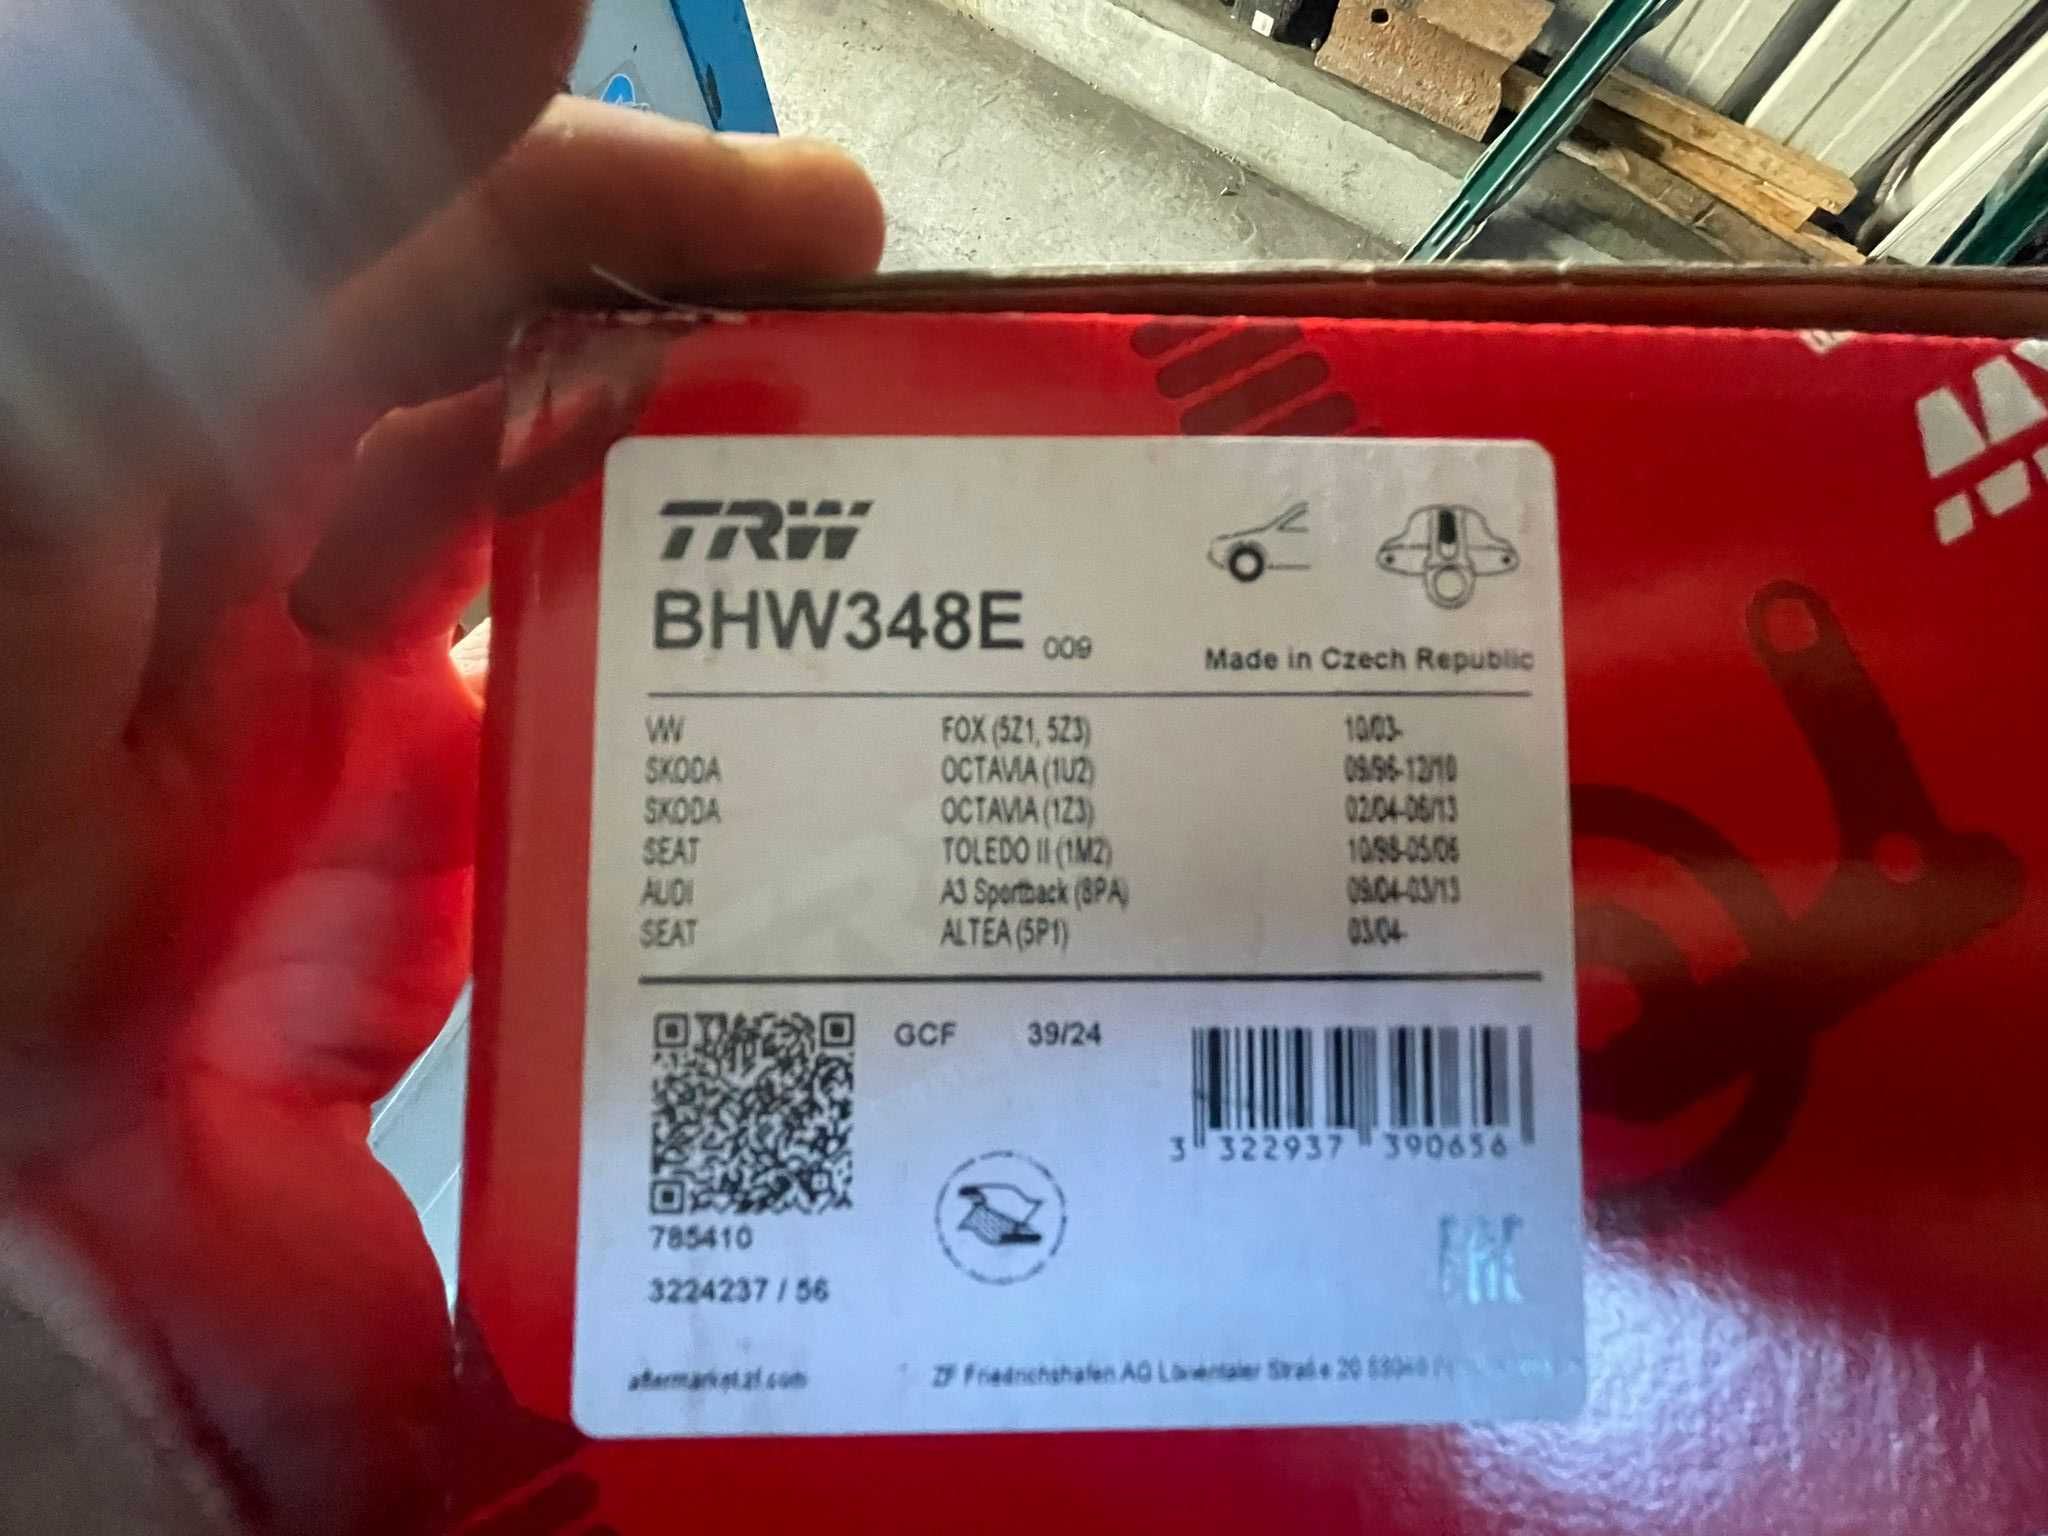 TRW
BHW348E 009
Made in Czech Republic
VW FOX (5Z1, 5Z3) 10/03-
SKODA OCTAVIA (1U2) 09/96-12/10
SKODA OCTAVIA (1Z3) 02/04-06/13
SEAT TOLEDO II (1M2) 10/98-05/06
AUDI A3 Sportback (8PA) 09/04-03/13
SEAT ALTEA (5P1) 03/04-
GCF 39/24
3 322937 390656
785410
3224237 / 56
aftermarket.zf.com
ZF Friedrichshafen AG Löwentaler Straße 20